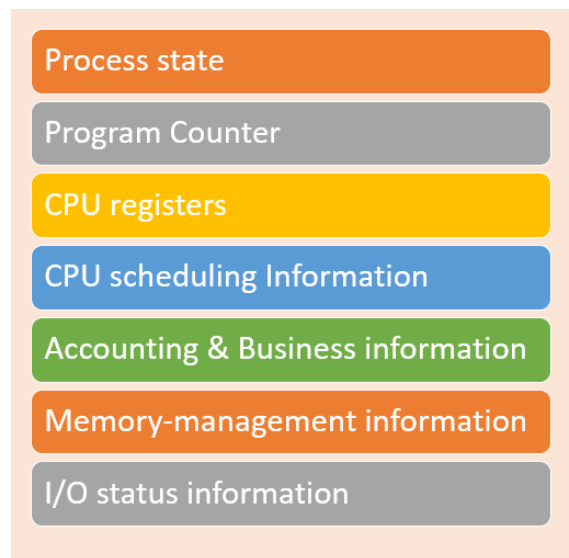 Process state
Program Counter
CPU registers
CPU scheduling Information
Accounting & Business information
Memory-management information
I/O status information